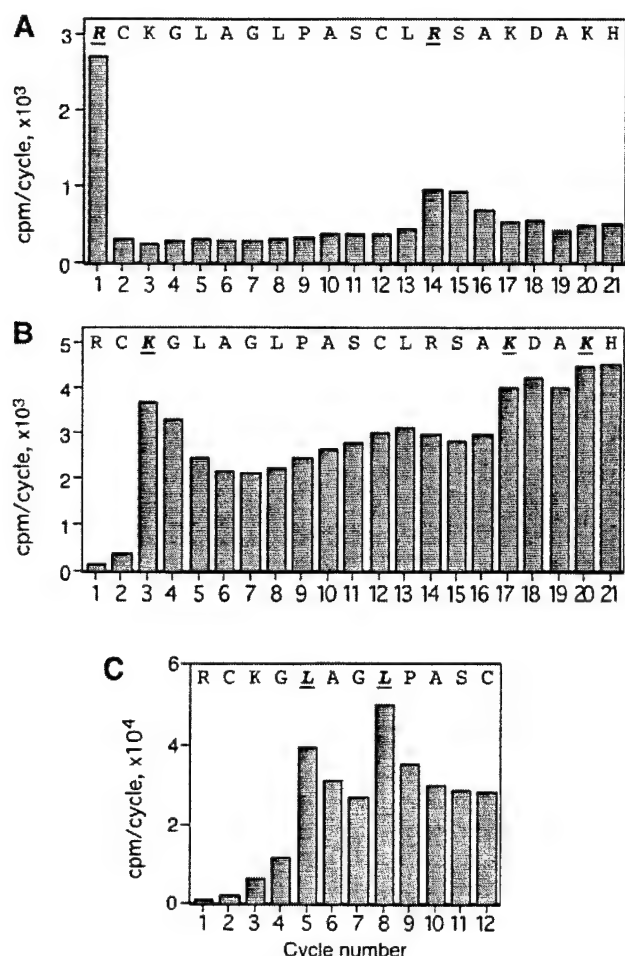 A
R C K G L A G L P A S C L R S A K D A K H
cpm/cycle, x10³
3
2
1
0
1 2 3 4 5 6 7 8 9 10 11 12 13 14 15 16 17 18 19 20 21
B
R C K G L A G L P A S C L R S A K D A K H
cpm/cycle, x10³
5
4
3
2
1
0
1 2 3 4 5 6 7 8 9 10 11 12 13 14 15 16 17 18 19 20 21
C
R C K G L A G L P A S C
cpm/cycle, x10⁴
6
4
2
0
1 2 3 4 5 6 7 8 9 10 11 12
Cycle number